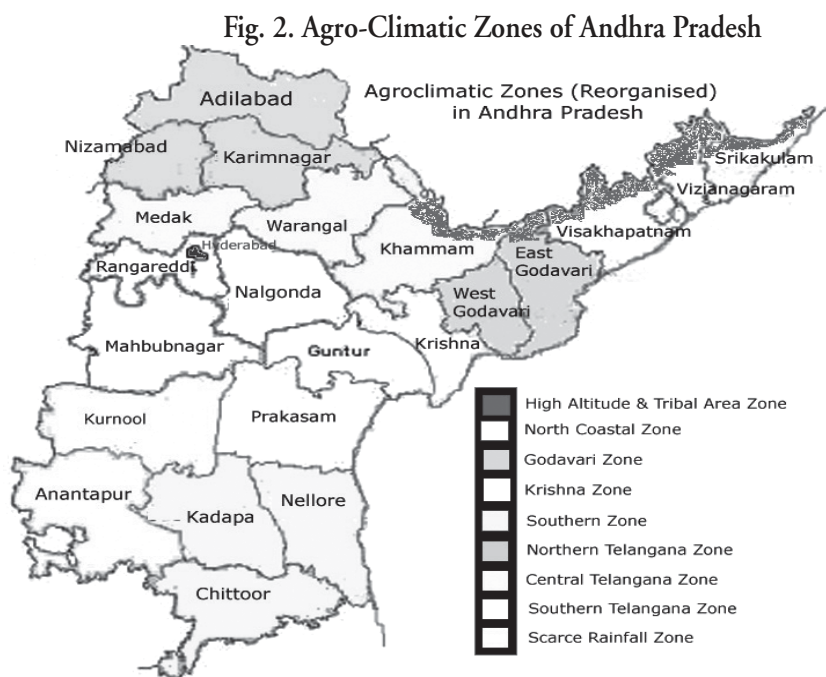 Fig. 2. Agro-Climatic Zones of Andhra Pradesh
Agroclimatic Zones (Reorganised)
in Andhra Pradesh
Adilabad
Nizamabad
Karimnagar
Medak
Warangal
Hyderabad
Rangareddi
Khammam
Nalgonda
Mahbubnagar
Guntur
Krishna
West
Godavari
East
Godavari
Visakhapatnam
Vizianagaram
Srikakulam
Kurnool
Prakasam
Anantapur
Kadapa
Nellore
Chittoor
High Altitude & Tribal Area Zone
North Coastal Zone
Godavari Zone
Krishna Zone
Southern Zone
Northern Telangana Zone
Central Telangana Zone
Southern Telangana Zone
Scarce Rainfall Zone